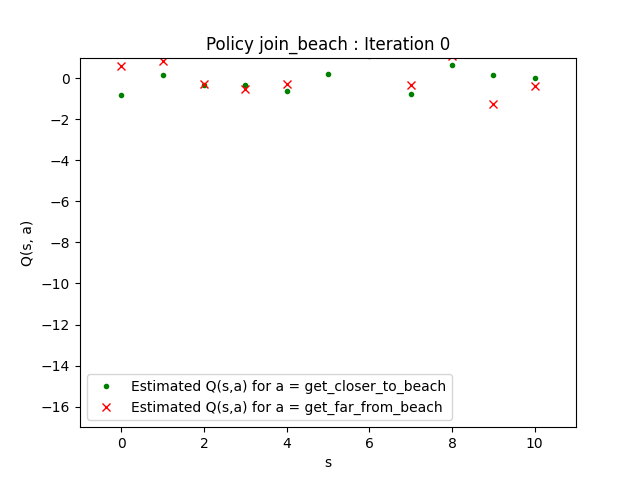 Policy join_beach : Iteration 0
Q(s, a)
0
−2
−4
−6
−8
−10
−12
−14
−16
Estimated Q(s,a) for a = get_closer_to_beach
Estimated Q(s,a) for a = get_far_from_beach
0 2 4 6 8 10
s